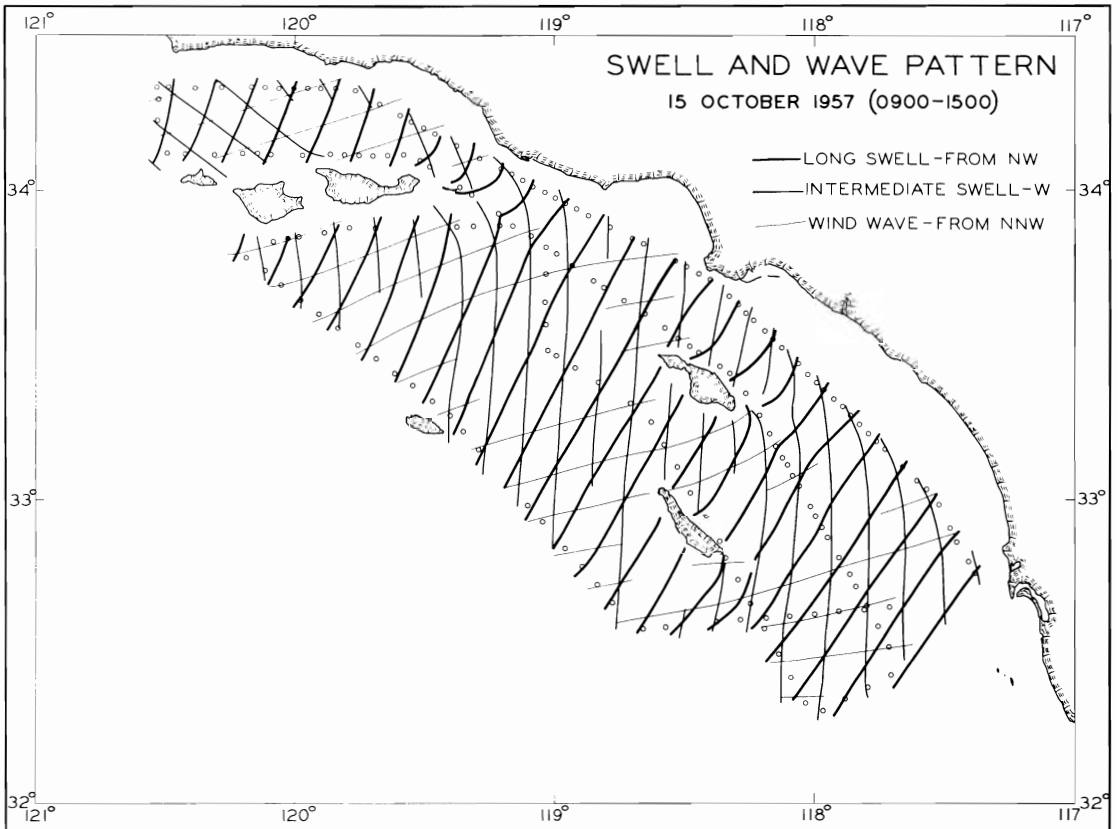 121° 120° 119° 118° 117°
SWELL AND WAVE PATTERN
15 OCTOBER 1957 (0900-1500)
LONG SWELL-FROM NW
34° INTERMEDIATE SWELL-W 34°
WIND WAVE-FROM NNW
33° 33°
32° 32°
121° 120° 119° 118° 117°